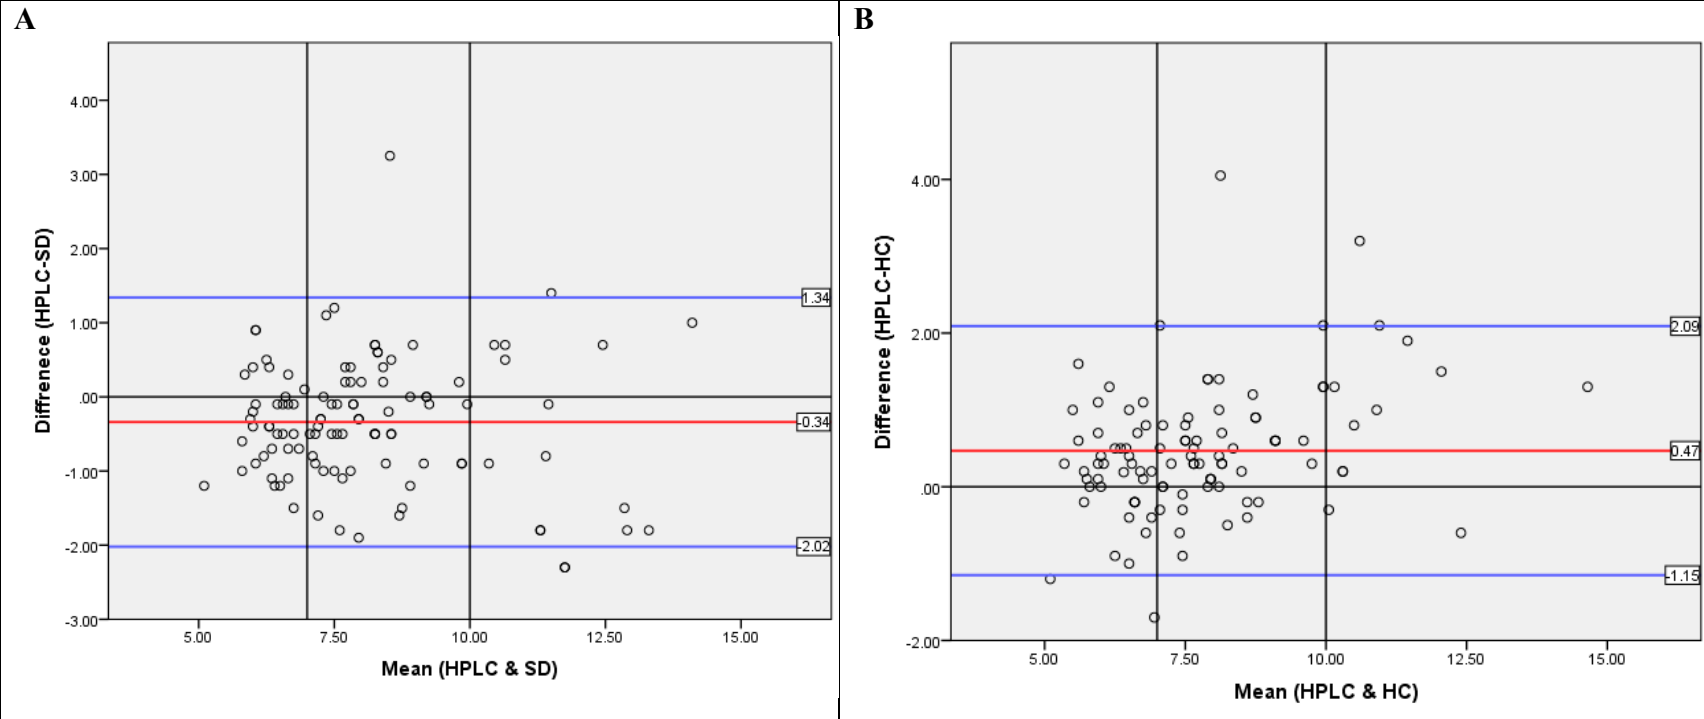 A
Diffrenece (HPLC-SD)
4.00
3.00
2.00
1.00
.00
-1.00
-2.00
-3.00
1.34
-0.34
-2.02
5.00 7.50 10.00 12.50 15.00
Mean (HPLC & SD)
B
Difference (HPLC-HC)
4.00
2.00
.00
-2.00
2.09
0.47
-1.15
5.00 7.50 10.00 12.50 15.00
Mean (HPLC & HC)